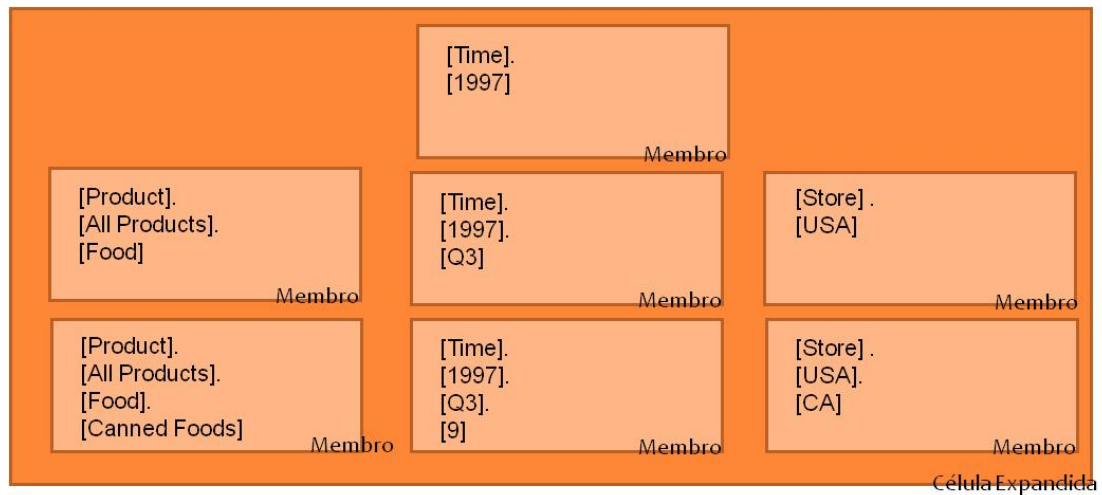 [Time].
[1997]
Membro
[Product].
[All Products].
[Food]
Membro
[Time].
[1997].
[Q3]
Membro
[Store] .
[USA]
Membro
[Product].
[All Products].
[Food].
[Canned Foods]
Membro
[Time].
[1997].
[Q3].
[9]
Membro
[Store] .
[USA].
[CA]
Membro
Célula Expandida